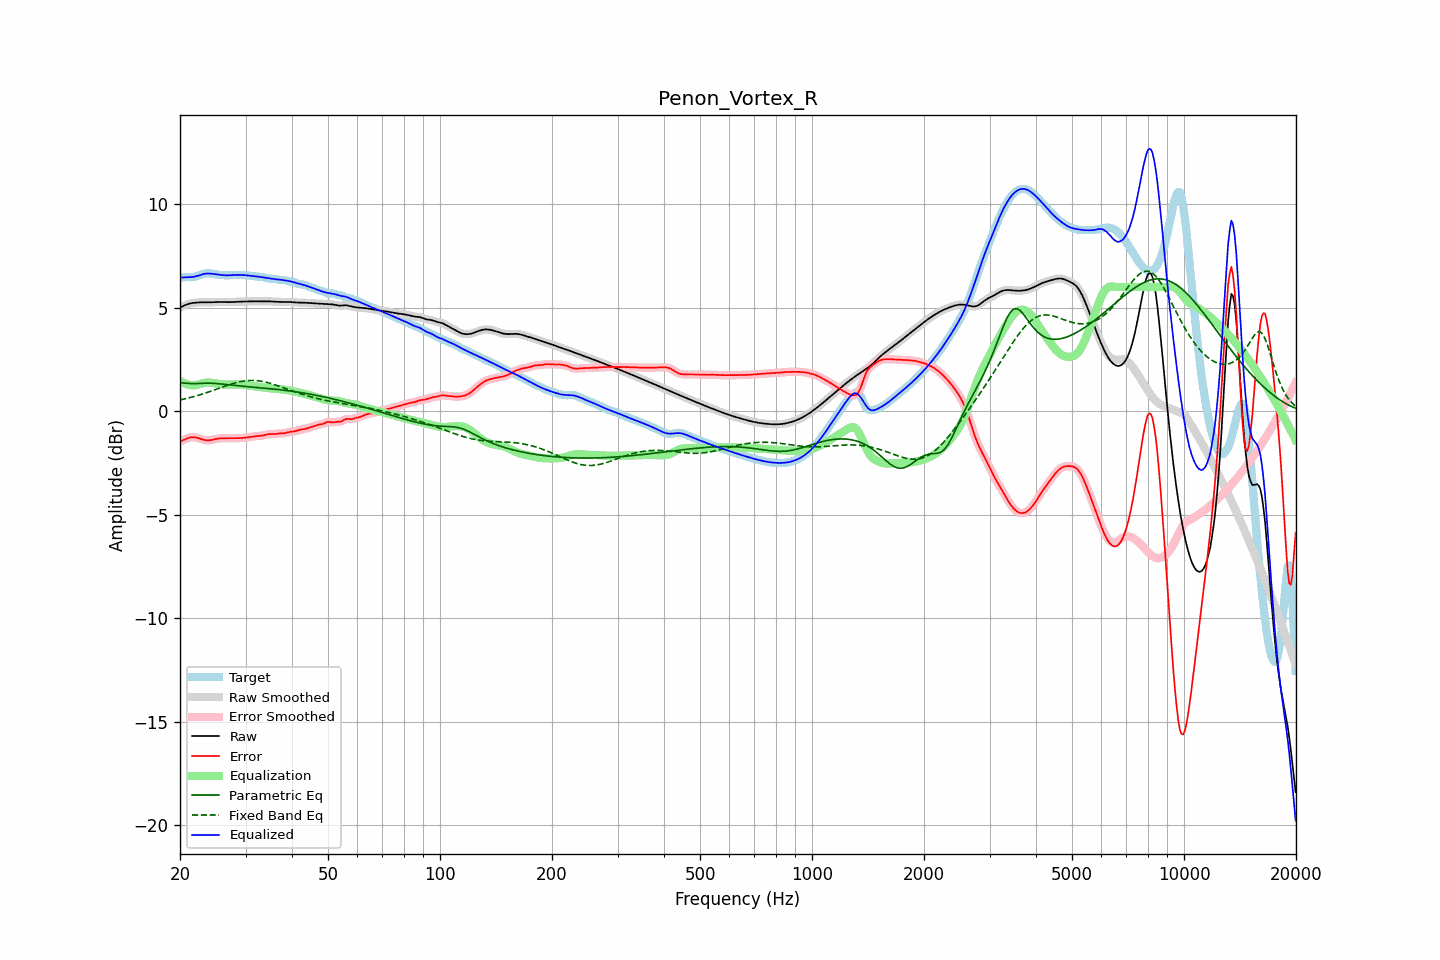 Penon_Vortex_R
Amplitude (dBr)
10
5
0
−5
−10
−15
−20
Target
Raw Smoothed
Error Smoothed
Raw
Error
Equalization
Parametric Eq
Fixed Band Eq
Equalized
20 50 100 200 500 1000 2000 5000 10000 20000
Frequency (Hz)